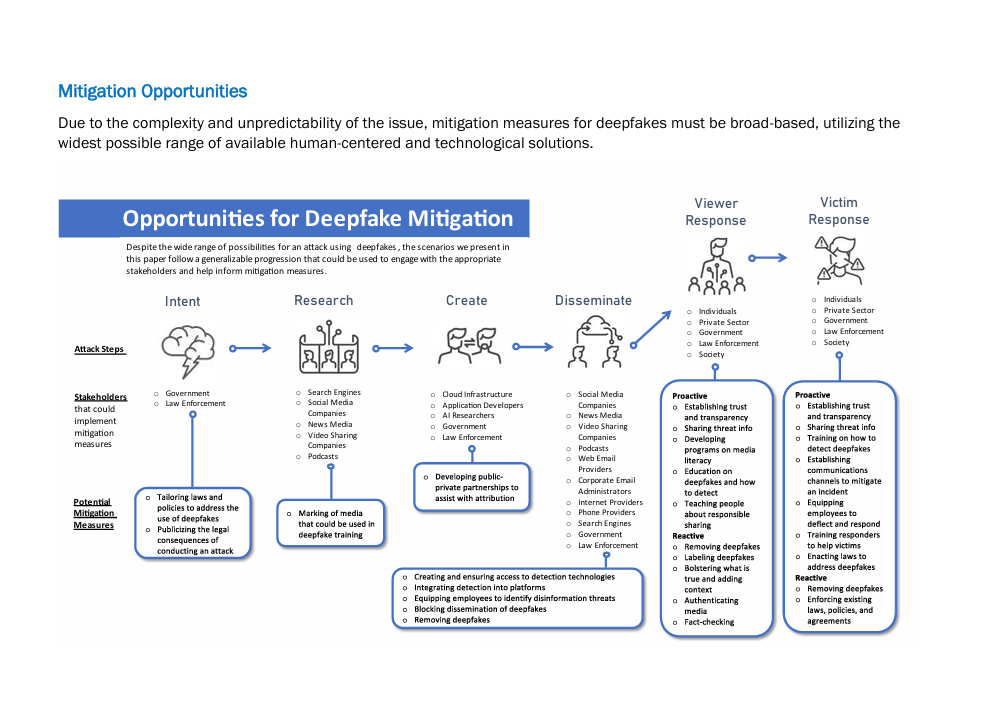 Mitigation Opportunities
Due to the complexity and unpredictability of the issue, mitigation measures for deepfakes must be broad-based, utilizing the
widest possible range of available human-centered and technological solutions.
Opportunities for Deepfake Mitigation
Despite the wide range of possibilities for an attack using deepfakes , the scenarios we present in
this paper follow a generalizable progression that could be used to engage with the appropriate
stakeholders and help inform mitigation measures.
Attack Steps
Stakeholders
that could
implement
mitigation
measures
Potential
Mitigation
Measures
Intent
o Government
o Law Enforcement
o Tailoring laws and
policies to address the
use of deepfakes
o Publicizing the legal
consequences of
conducting an attack
Research
o Search Engines
o Social Media
Companies
o News Media
o Video Sharing
Companies
o Podcasts
o Marking of media
that could be used in
deepfake training
Create
o Cloud Infrastructure
o Application Developers
o AI Researchers
o Government
o Law Enforcement
o Developing public-
private partnerships to
assist with attribution
Disseminate
o Social Media
Companies
o News Media
o Video Sharing
Companies
o Podcasts
o Web Email
Providers
o Corporate Email
Administrators
o Internet Providers
o Phone Providers
o Search Engines
o Government
o Law Enforcement
o Creating and ensuring access to detection technologies
o Integrating detection into platforms
o Equipping employees to identify disinformation threats
o Blocking dissemination of deepfakes
o Removing deepfakes
Viewer
Response
o Individuals
o Private Sector
o Government
o Law Enforcement
o Society
Proactive
o Establishing trust
and transparency
o Sharing threat info
o Developing
programs on media
literacy
o Education on
deepfakes and how
to detect
o Teaching people
about responsible
sharing
Reactive
o Removing deepfakes
o Labeling deepfakes
o Bolstering what is
true and adding
context
o Authenticating
media
o Fact-checking
Victim
Response
o Individuals
o Private Sector
o Government
o Law Enforcement
o Society
Proactive
o Establishing trust
and transparency
o Sharing threat info
o Training on how to
detect deepfakes
o Establishing
communications
channels to mitigate
an incident
o Equipping
employees to
deflect and respond
o Training responders
to help victims
o Enacting laws to
address deepfakes
Reactive
o Removing deepfakes
o Enforcing existing
laws, policies, and
agreements